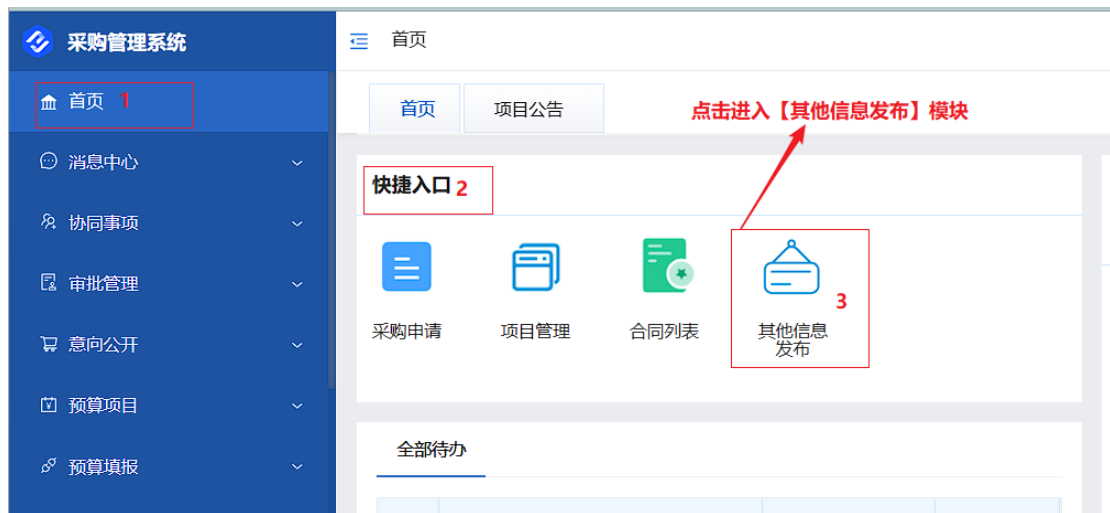 采购管理系统
首页
首页 1
首页
项目公告
点击进入【其他信息发布】模块
消息中心
快捷入口 2
协同事项
审批管理
3
采购申请
项目管理
合同列表
其他信息
发布
意向公开
预算项目
全部待办
预算填报